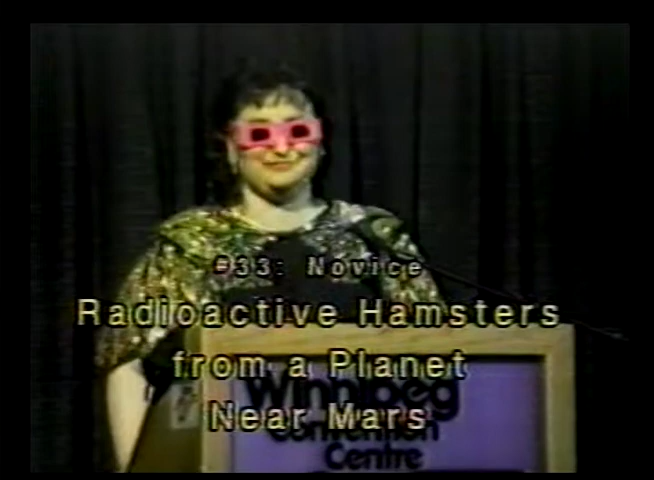 #33: Novice
Radioactive Hamsters
from a Planet
Near Mars
Winnipeg
Convention
Centre